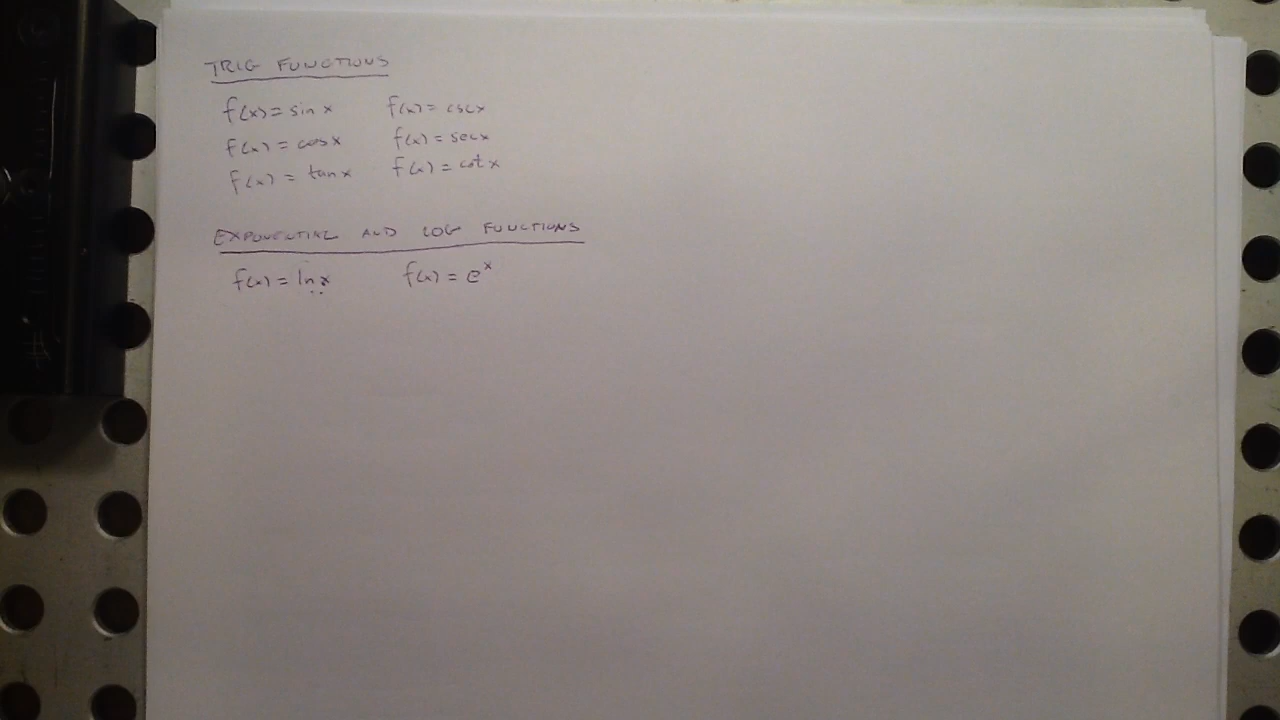 TRIG FUNCTIONS
f(x) = sin x f(x) = csc x
f(x) = cos x f(x) = sec x
f(x) = tan x f(x) = cot x
EXPONENTIAL AND LOG FUNCTIONS
f(x) = ln x f(x) = e^x